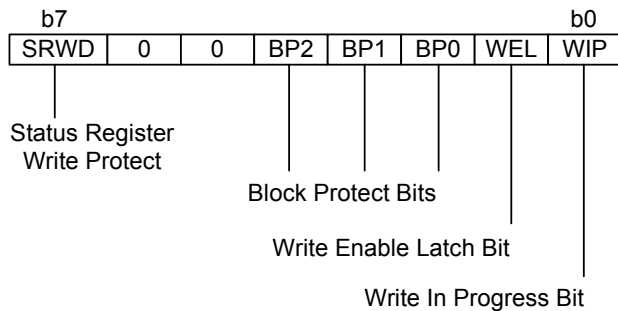 b7 b0
SRWD 0 0 BP2 BP1 BP0 WEL WIP
Status Register
Write Protect
Block Protect Bits
Write Enable Latch Bit
Write In Progress Bit